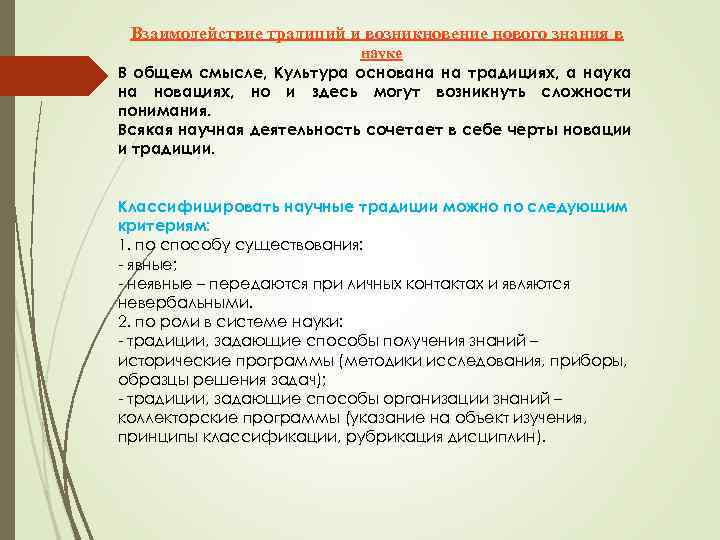 Взаимодействие традиций и возникновение нового знания в
науке
В общем смысле, Культура основана на традициях, а наука
на новациях, но и здесь могут возникнуть сложности
понимания.
Всякая научная деятельность сочетает в себе черты новации
и традиции.
Классифицировать научные традиции можно по следующим
критериям:
1. по способу существования:
- явные;
- неявные – передаются при личных контактах и являются
невербальными.
2. по роли в системе науки:
- традиции, задающие способы получения знаний –
исторические программы (методики исследования, приборы,
образцы решения задач);
- традиции, задающие способы организации знаний –
коллекторские программы (указание на объект изучения,
принципы классификации, рубрикация дисциплин).